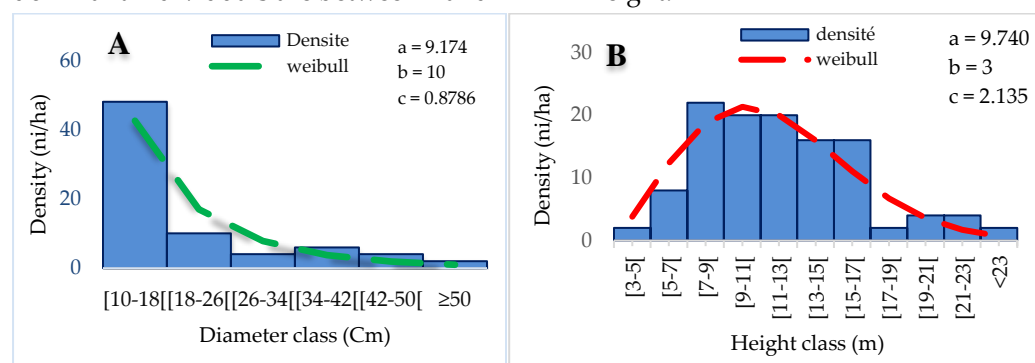 A
Densite
weibull
a = 9.174
b = 10
c = 0.8786
60
40
20
0
Density (ni/ha)
[10-18[[18-26[[26-34[[34-42[[42-50[ ≥50
Diameter class (Cm)
B
densité
weibull
a = 9.740
b = 3
c = 2.135
30
20
10
0
Density (ni/ha)
[3-5[
[5-7[
[7-9[
[9-11[
[11-13[
[13-15[
[15-17[
[17-19[
[19-21[
[21-23[
<23
Height class (m)